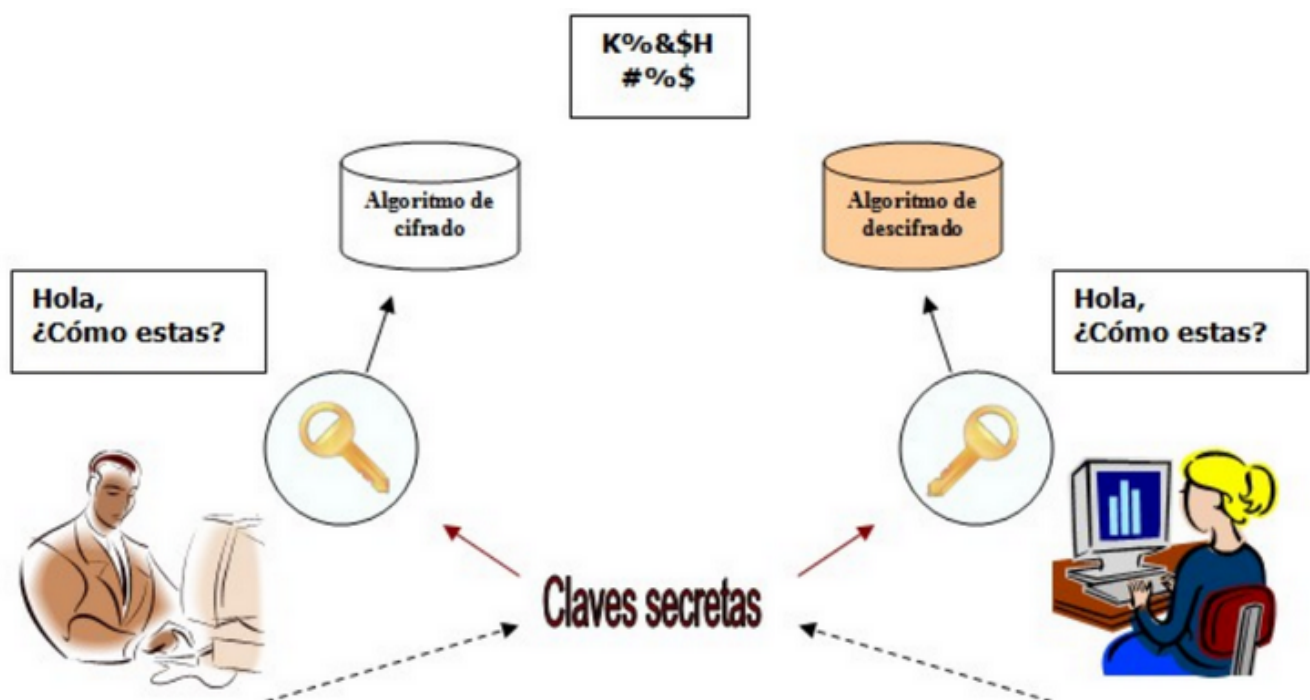 K%&$H
#%$
Algoritmo de
cifrado
Algoritmo de
descifrado
Hola,
¿Cómo estas?
Hola,
¿Cómo estas?
Claves secretas